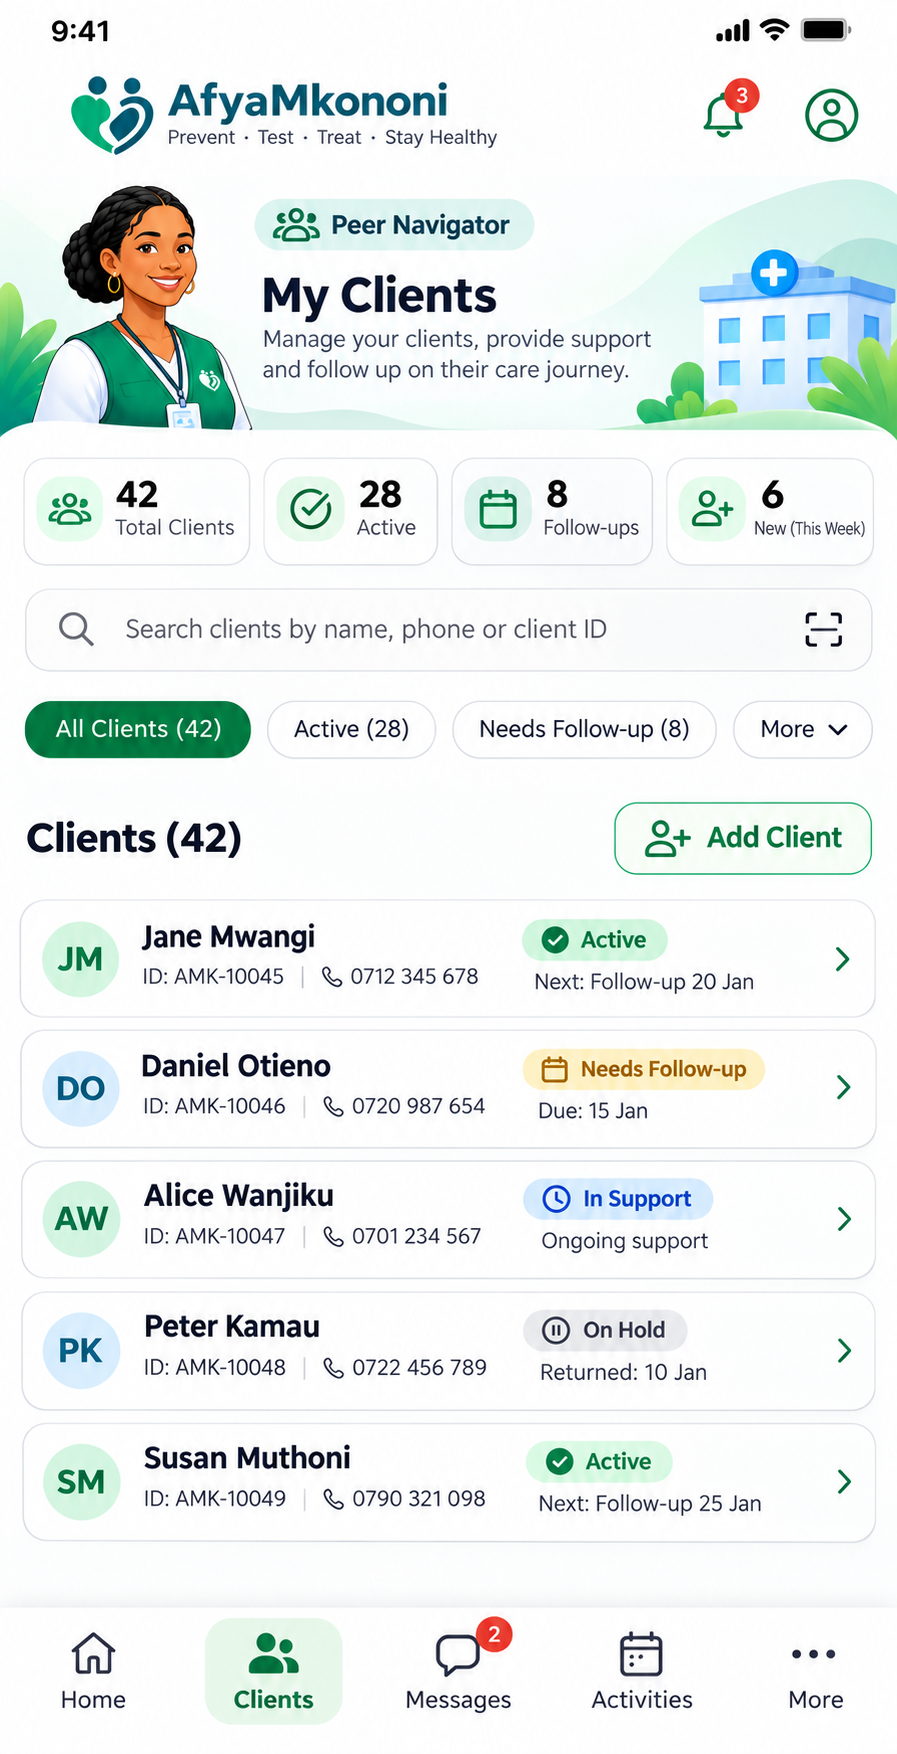 9:41
AfyaMkononi
Prevent · Test · Treat · Stay Healthy
3
Peer Navigator
My Clients
Manage your clients, provide support
and follow up on their care journey.
42
Total Clients
28
Active
8
Follow-ups
6
New (This Week)
Search clients by name, phone or client ID
All Clients (42)
Active (28)
Needs Follow-up (8)
More
Clients (42)
Add Client
JM
Jane Mwangi
ID: AMK-10045 | 0712 345 678
Active
Next: Follow-up 20 Jan
DO
Daniel Otieno
ID: AMK-10046 | 0720 987 654
Needs Follow-up
Due: 15 Jan
AW
Alice Wanjiku
ID: AMK-10047 | 0701 234 567
In Support
Ongoing support
PK
Peter Kamau
ID: AMK-10048 | 0722 456 789
On Hold
Returned: 10 Jan
SM
Susan Muthoni
ID: AMK-10049 | 0790 321 098
Active
Next: Follow-up 25 Jan
Home
Clients
2
Messages
Activities
More